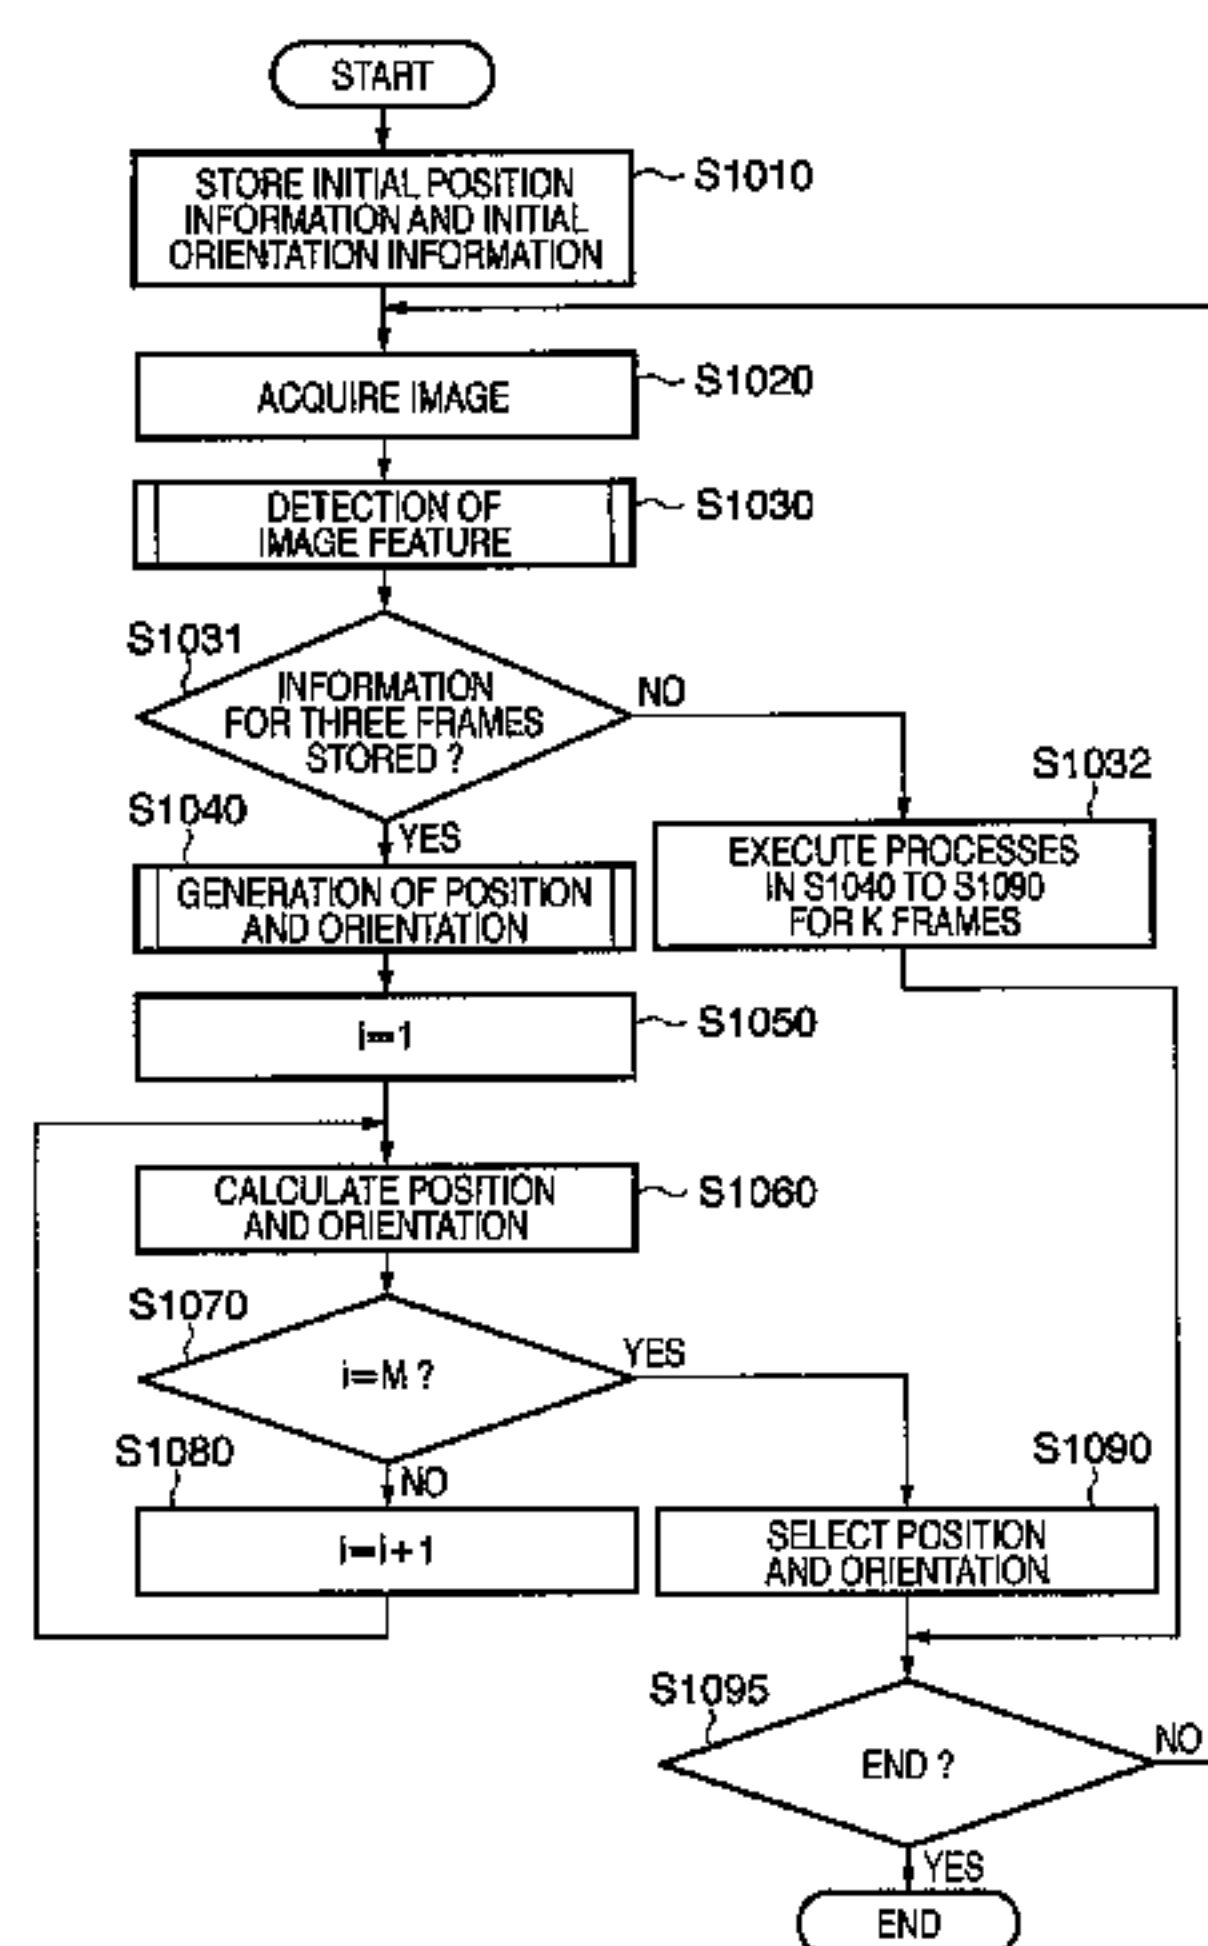 START
STORE INITIAL POSITION
INFORMATION AND INITIAL
ORIENTATION INFORMATION
S1010
ACQUIRE IMAGE
S1020
DETECTION OF
IMAGE FEATURE
S1030
S1031
INFORMATION
FOR THREE FRAMES
STORED ?
NO
S1032
EXECUTE PROCESSES
IN S1040 TO S1090
FOR K FRAMES
YES
S1040
GENERATION OF POSITION
AND ORIENTATION
i=1
S1050
CALCULATE POSITION
AND ORIENTATION
S1060
S1070
i=M ?
YES
S1080
NO
i=i+1
S1090
SELECT POSITION
AND ORIENTATION
S1095
END ?
NO
YES
END